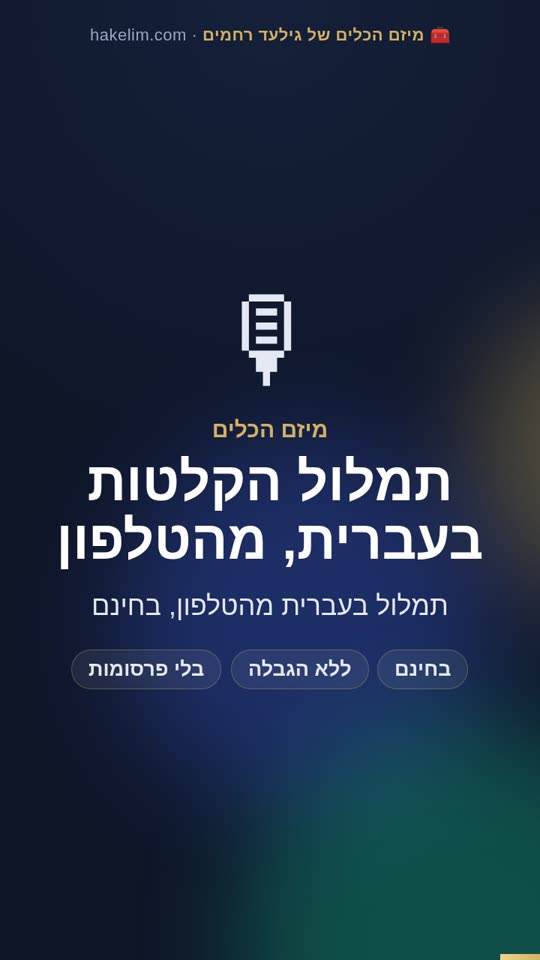 🧰 מיזם הכלים של גילעד רחמים · hakelim.com
מיזם הכלים
תמלול הקלטות
בעברית, מהטלפון
תמלול בעברית מהטלפון, בחינם
בחינם
ללא הגבלה
בלי פרסומות